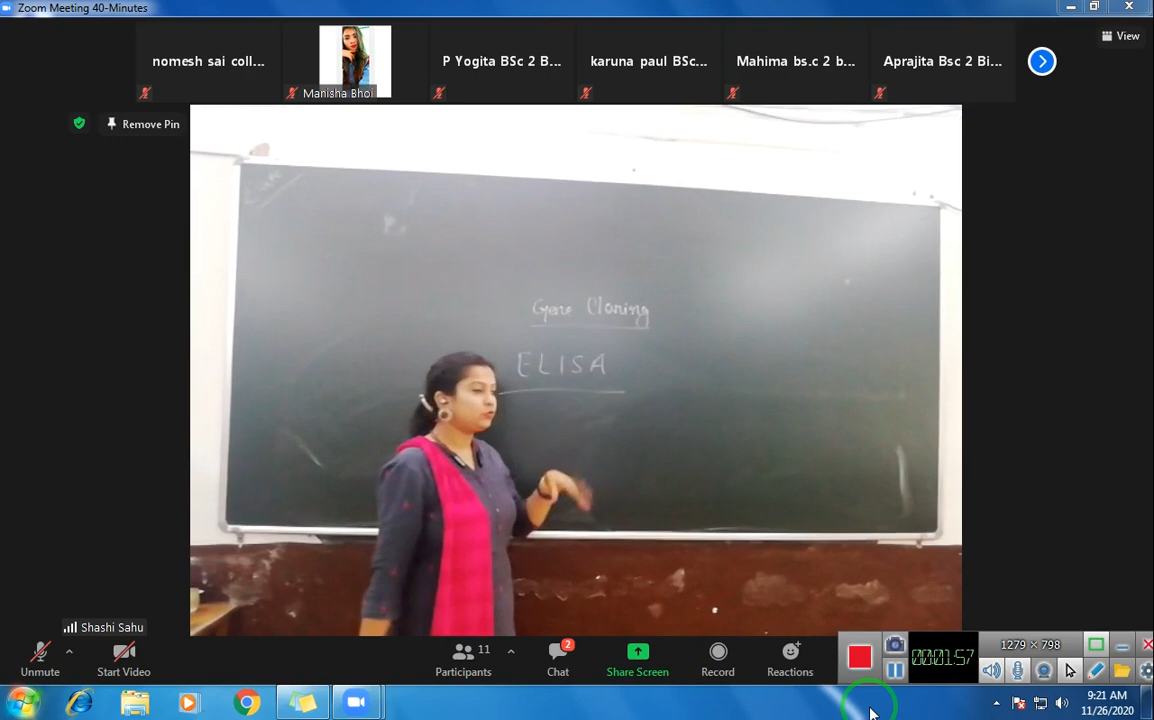 Zoom Meeting 40-Minutes
View
nomesh sai coll...
Manisha Bhoi
P Yogita BSc 2 B...
karuna paul BSc...
Mahima bs.c 2 b...
Aprajita Bsc 2 Bi...
Remove Pin
Gene Cloning
ELISA
Shashi Sahu
Unmute
Start Video
11
Participants
2
Chat
Share Screen
Record
Reactions
00:01:57
1279 × 798
9:21 AM
11/26/2020